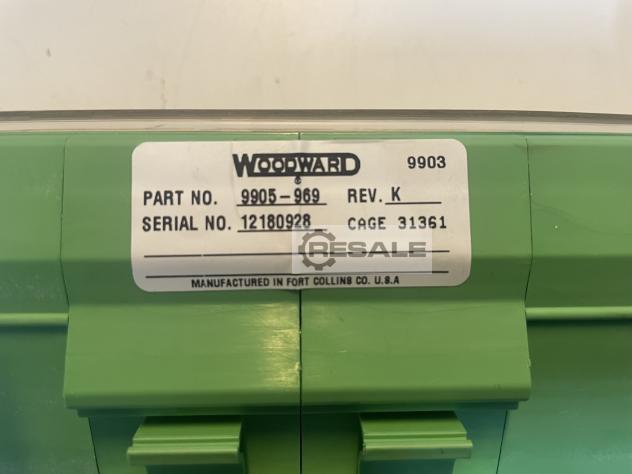 WOODWARD 9903
©
PART NO. 9905-969 REV. K
SERIAL NO. 12180928 CAGE 31361
RESALE
MANUFACTURED IN FORT COLLINS CO. U.S.A